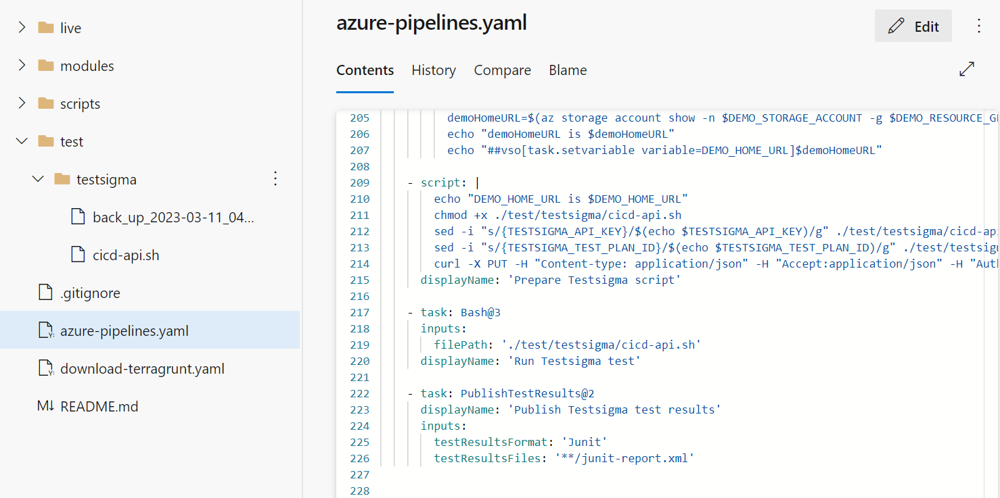 live
modules
scripts
test
testsigma
back_up_2023-03-11_04...
cicd-api.sh
.gitignore
azure-pipelines.yaml
download-terragrunt.yaml
README.md
azure-pipelines.yaml
Edit
Contents History Compare Blame
205 demoHomeURL=$(az storage account show -n $DEMO_STORAGE_ACCOUNT -g $DEMO_RESOURCE_G
206 echo "demoHomeURL is $demoHomeURL"
207 echo "##vso[task.setvariable variable=DEMO_HOME_URL]$demoHomeURL"
208
209 - script: |
210 echo "DEMO_HOME_URL is $DEMO_HOME_URL"
211 chmod +x ./test/testsigma/cicd-api.sh
212 sed -i "s/{TESTSIGMA_API_KEY}/$(echo $TESTSIGMA_API_KEY)/g" ./test/testsigma/cicd-api
213 sed -i "s/{TESTSIGMA_TEST_PLAN_ID}/$(echo $TESTSIGMA_TEST_PLAN_ID)/g" ./test/testsigm
214 curl -X PUT -H "Content-type: application/json" -H "Accept:application/json" -H "Aut
215 displayName: 'Prepare Testsigma script'
216
217 - task: Bash@3
218 inputs:
219 filePath: './test/testsigma/cicd-api.sh'
220 displayName: 'Run Testsigma test'
221
222 - task: PublishTestResults@2
223 displayName: 'Publish Testsigma test results'
224 inputs:
225 testResultsFormat: 'Junit'
226 testResultsFiles: '**/junit-report.xml'
227
228